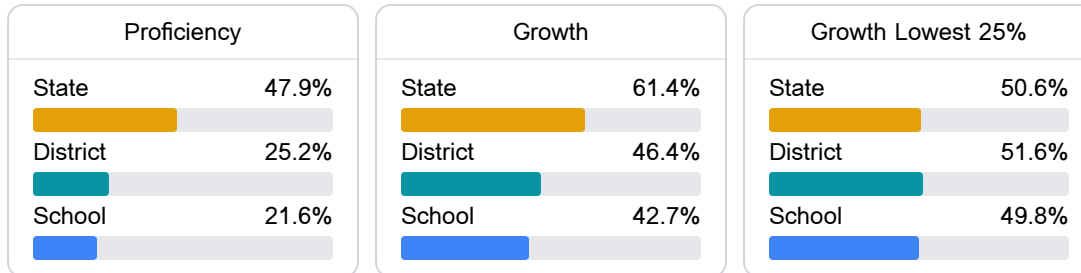 Proficiency
State 47.9%
District 25.2%
School 21.6%
Growth
State 61.4%
District 46.4%
School 42.7%
Growth Lowest 25%
State 50.6%
District 51.6%
School 49.8%